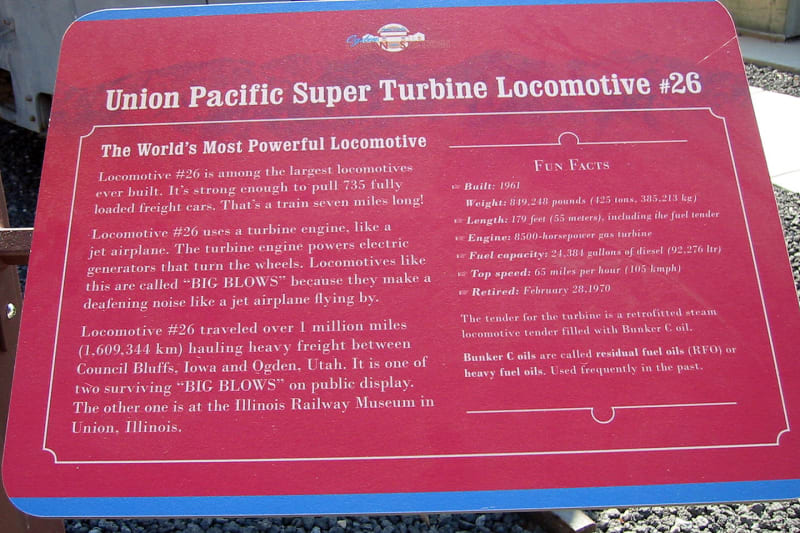 Union Pacific Super Turbine Locomotive #26
The World's Most Powerful Locomotive
Locomotive #26 is among the largest locomotives
ever built. It's strong enough to pull 735 fully
loaded freight cars. That's a train seven miles long!
Locomotive #26 uses a turbine engine, like a
jet airplane. The turbine engine powers electric
generators that turn the wheels. Locomotives like
this are called “BIG BLOWS” because they make a
deafening noise like a jet airplane flying by.
Locomotive #26 traveled over 1 million miles
(1,609,344 km) hauling heavy freight between
Council Bluffs, Iowa and Ogden, Utah. It is one of
two surviving “BIG BLOWS” on public display.
The other one is at the Illinois Railway Museum in
Union, Illinois.
FUN FACTS
Built: 1961
Weight: 849,248 pounds (425 tons, 385,213 kg)
Length: 179 feet (55 meters), including the fuel tender
Engine: 8500-horsepower gas turbine
Fuel capacity: 24,384 gallons of diesel (92,276 ltr)
Top speed: 65 miles per hour (105 kmph)
Retired: February 28,1970
The tender for the turbine is a retrofitted steam
locomotive tender filled with Bunker C oil.
Bunker C oils are called residual fuel oils (RFO) or
heavy fuel oils. Used frequently in the past.